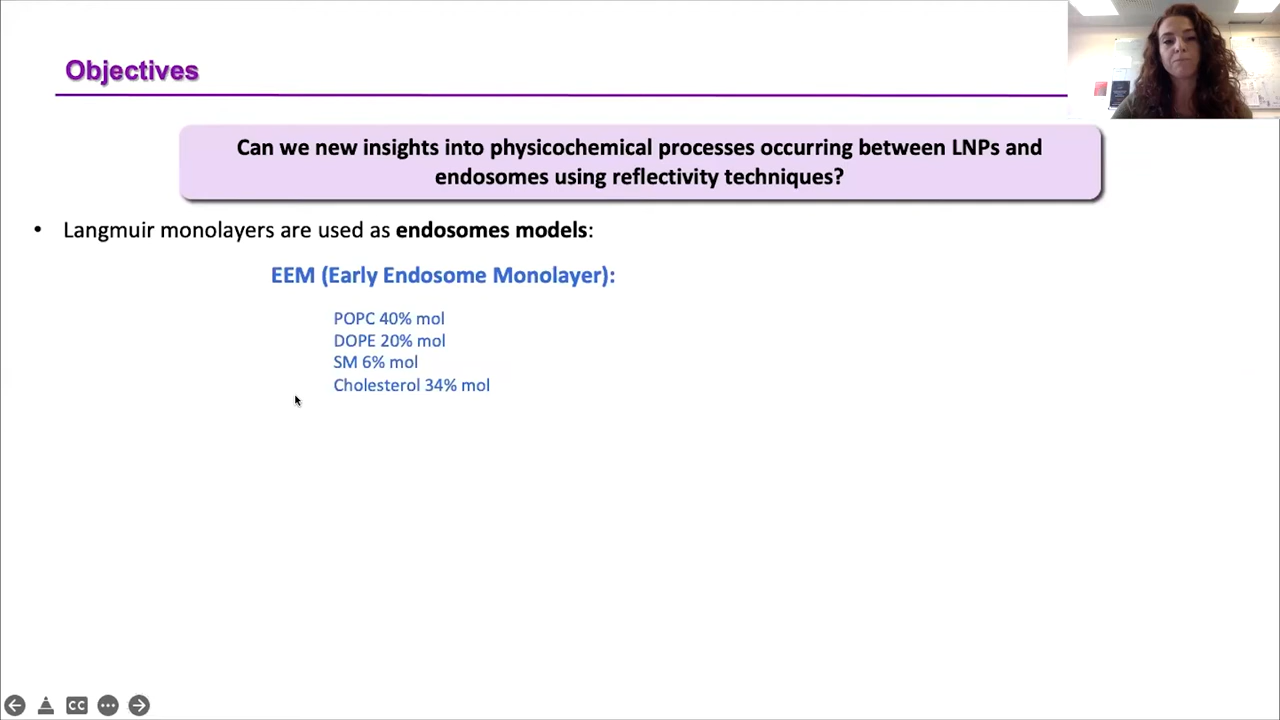 Objectives
Can we new insights into physicochemical processes occurring between LNPs and
endosomes using reflectivity techniques?
• Langmuir monolayers are used as endosomes models:
EEM (Early Endosome Monolayer):
POPC 40% mol
DOPE 20% mol
SM 6% mol
Cholesterol 34% mol
CC